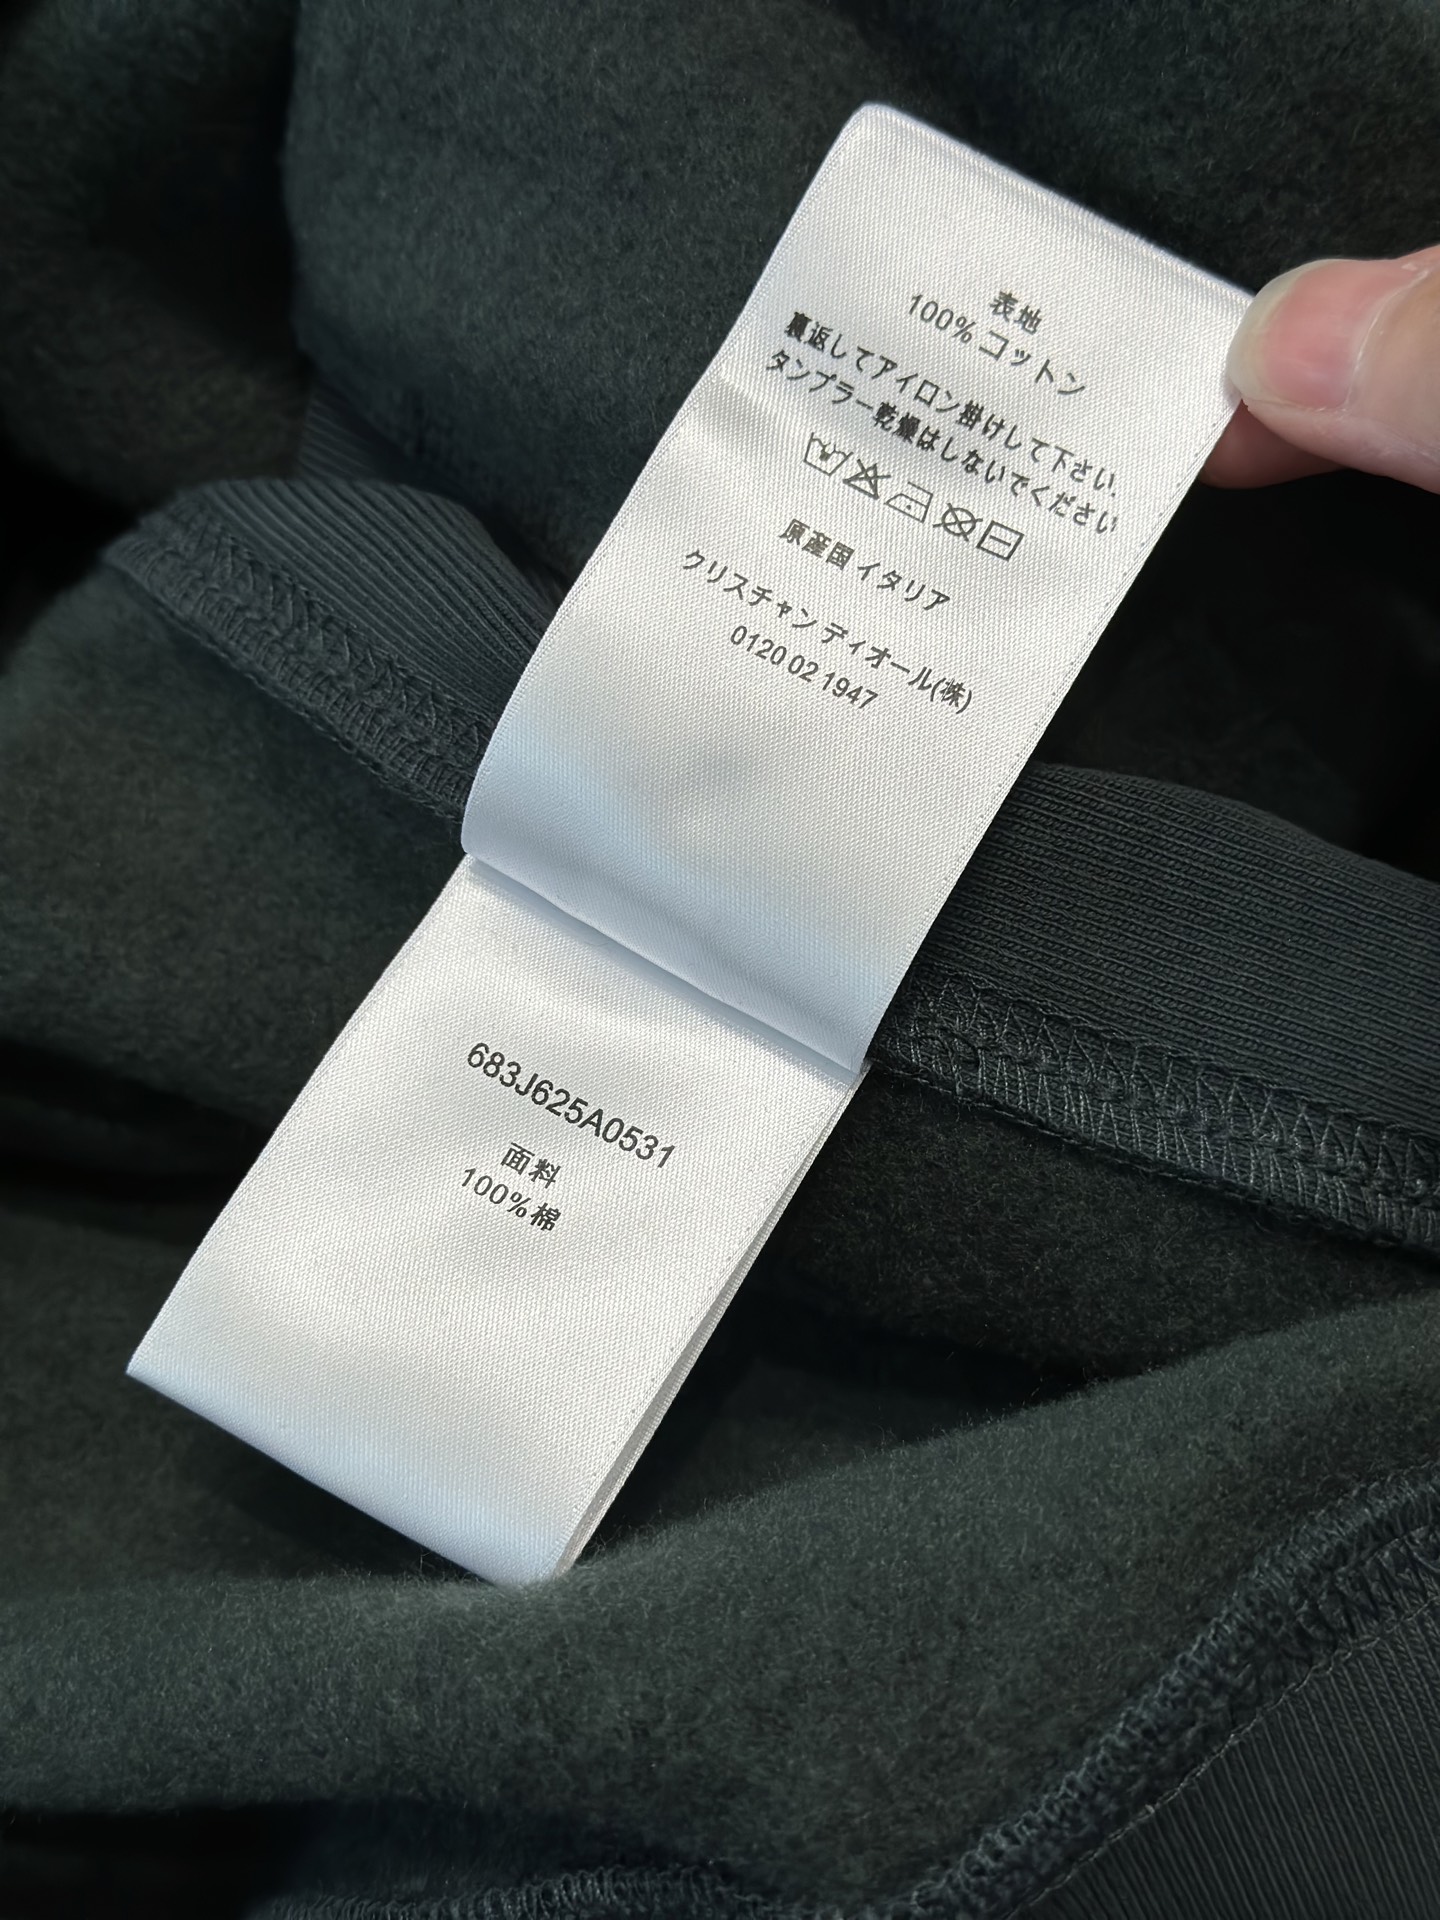 表地
100% コットン
裏返してアイロン掛けして下さい.
タンブラー乾燥はしないでください
原産国 イタリア
クリスチャン ディオール(株)
0120 02 1947
683J625A0531
面料
100%棉